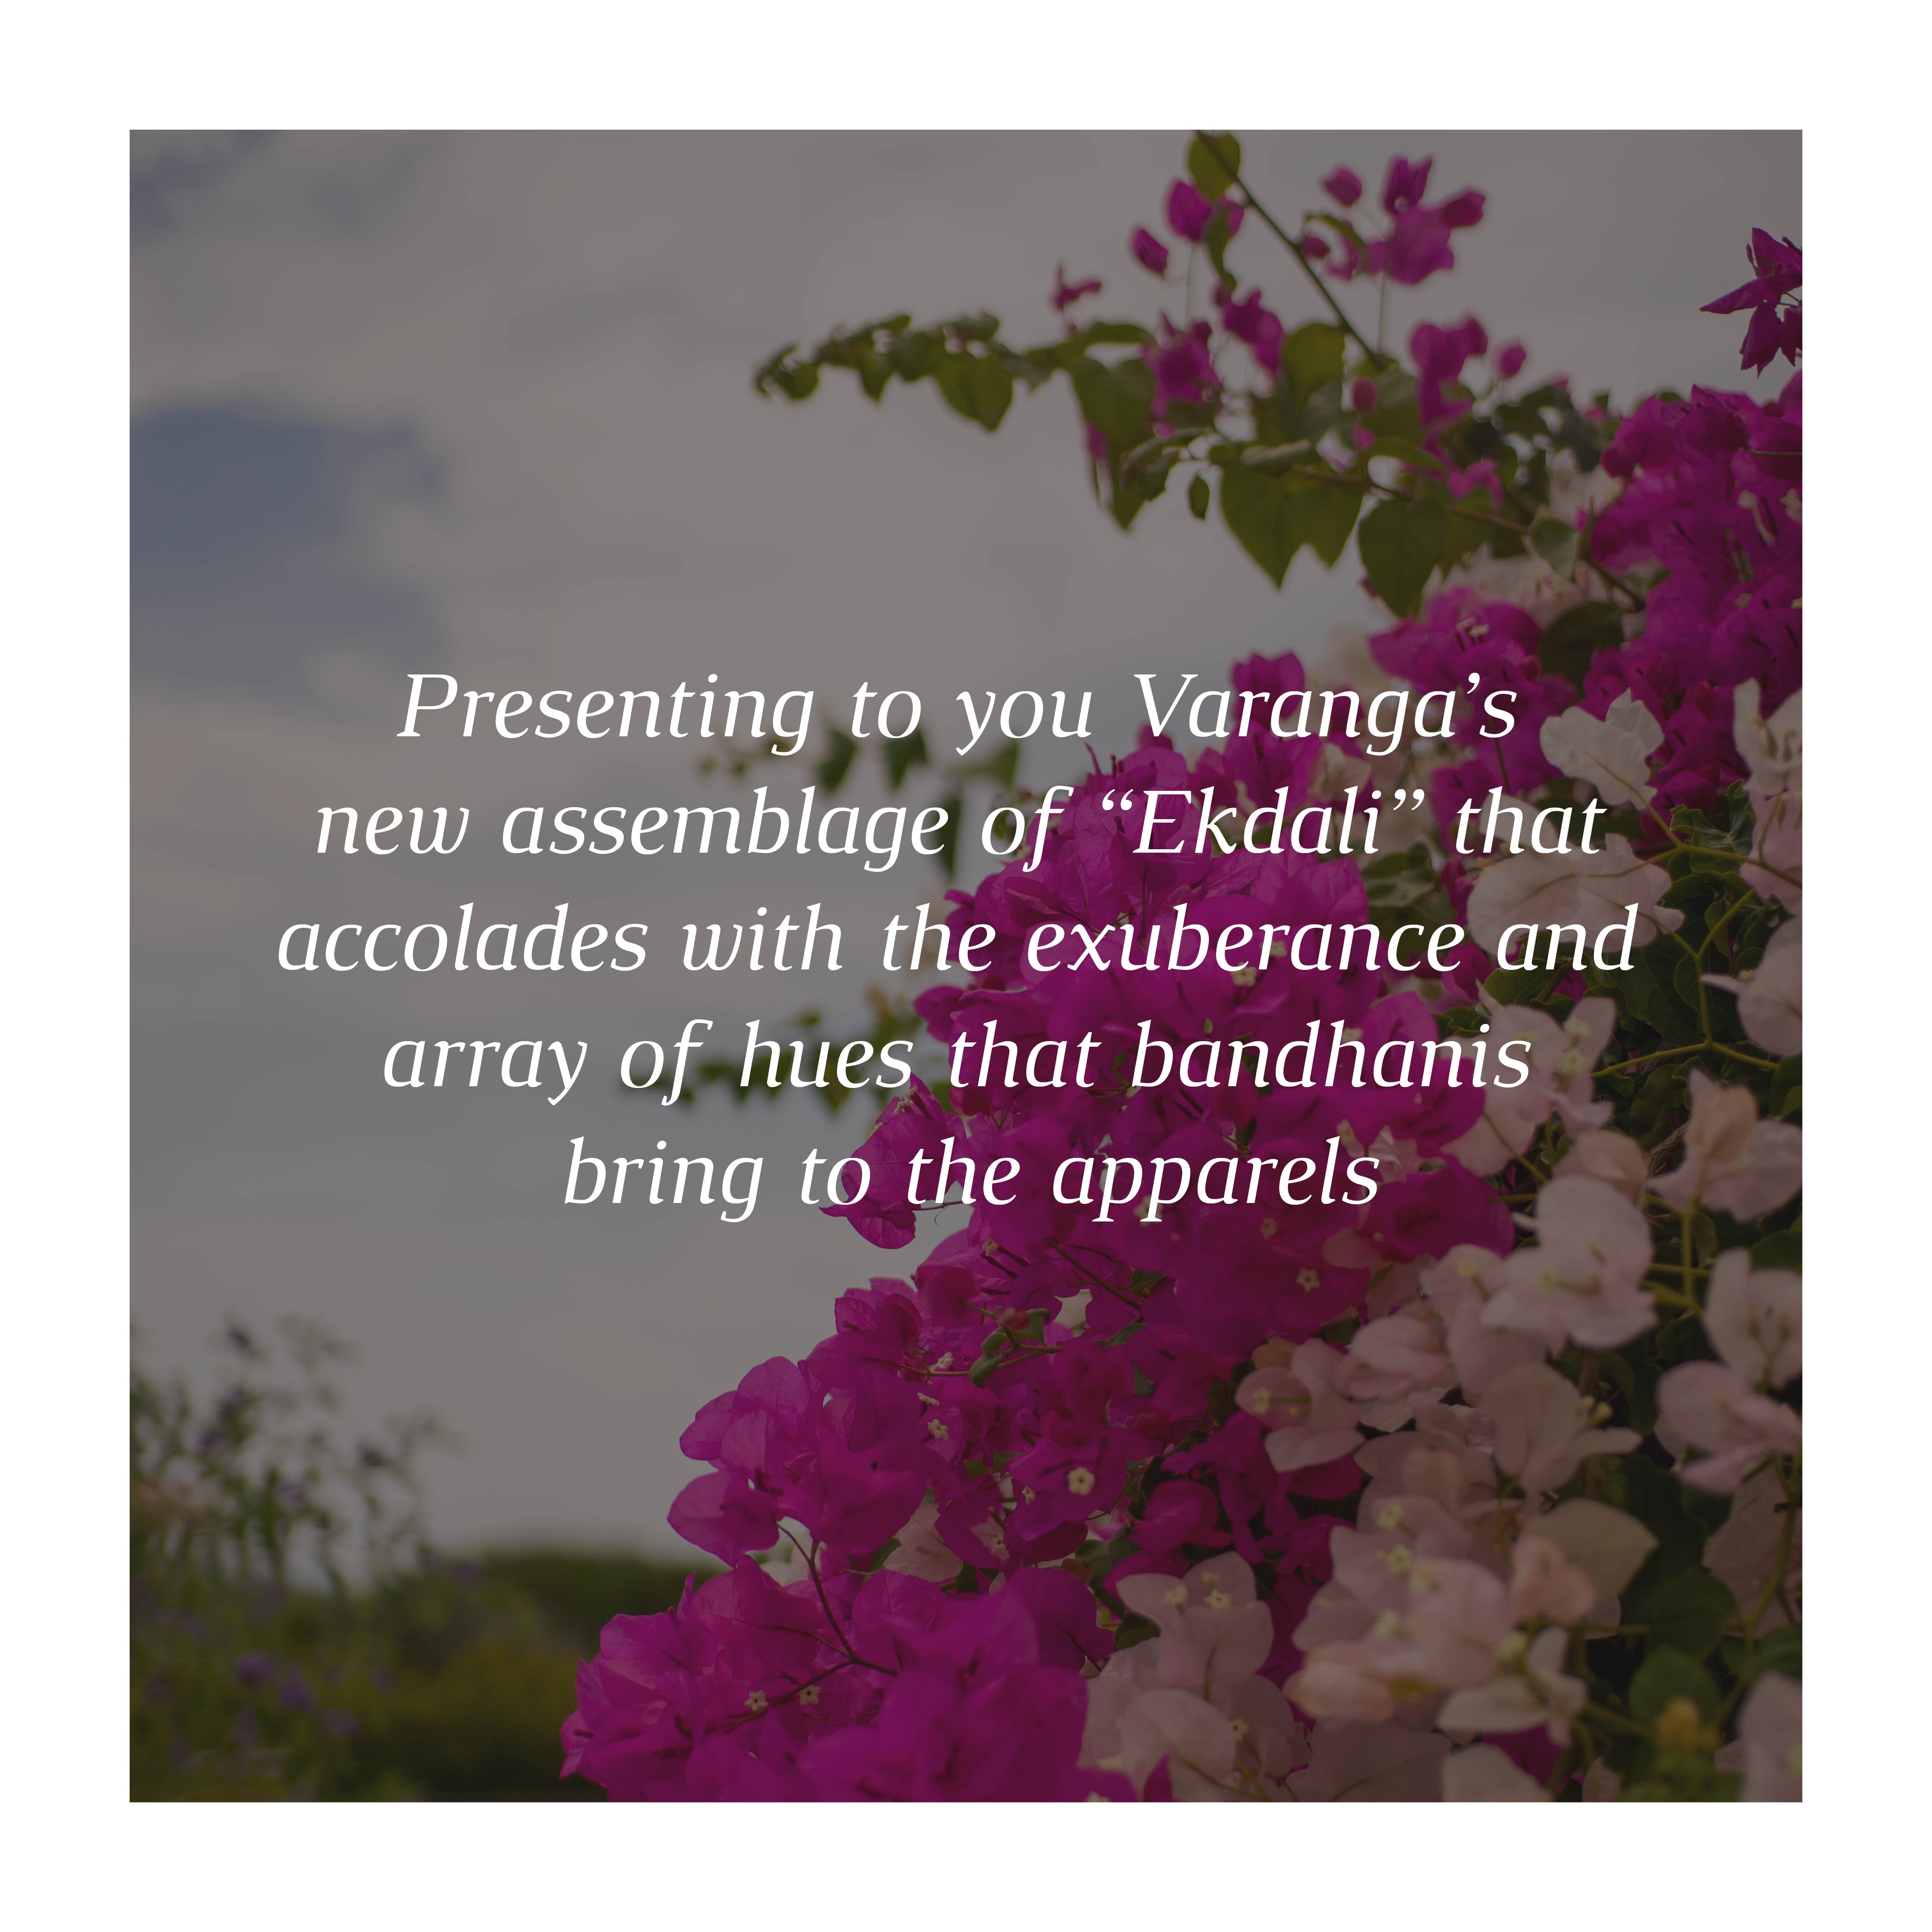 Presenting to you Varanga’s
new assemblage of “Ekdali” that
accolades with the exuberance and
array of hues that bandhanis
bring to the apparels